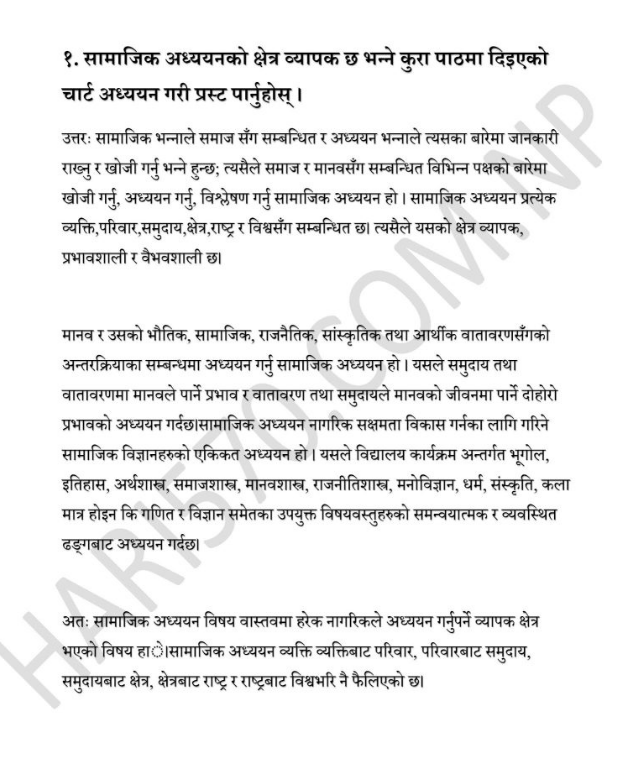 १. सामाजिक अध्ययनको क्षेत्र व्यापक छ भन्ने कुरा पाठमा दिइएको
चार्ट अध्ययन गरी प्रस्ट पार्नुहोस् ।
उत्तरः सामाजिक भन्नाले समाज सँग सम्बन्धित र अध्ययन भन्नाले त्यसका बारेमा जानकारी
राख्नु र खोजी गर्नु भन्ने हुन्छ; त्यसैले समाज र मानवसँग सम्बन्धित विभिन्न पक्षको बारेमा
खोजी गर्नु, अध्ययन गर्नु, विश्लेषण गर्नु सामाजिक अध्ययन हो । सामाजिक अध्ययन प्रत्येक
व्यक्ति,परिवार,समुदाय,क्षेत्र,राष्ट्र र विश्वसँग सम्बन्धित छ। त्यसैले यसको क्षेत्र व्यापक,
प्रभावशाली र वैभवशाली छ।
मानव र उसको भौतिक, सामाजिक, राजनैतिक, सांस्कृतिक तथा आर्थीक वातावरणसँगको
अन्तरक्रियाका सम्बन्धमा अध्ययन गर्नु सामाजिक अध्ययन हो । यसले समुदाय तथा
वातावरणमा मानवले पार्ने प्रभाव र वातावरण तथा समुदायले मानवको जीवनमा पार्ने दोहोरो
प्रभावको अध्ययन गर्दछ।सामाजिक अध्ययन नागरिक सक्षमता विकास गर्नका लागि गरिने
सामाजिक विज्ञानहरुको एकिकत अध्ययन हो । यसले विद्यालय कार्यक्रम अन्तर्गत भूगोल,
इतिहास, अर्थशास्त्र, समाजशास्त्र, मानवशास्त्र, राजनीतिशास्त्र, मनोविज्ञान, धर्म, संस्कृति, कला
मात्र होइन कि गणित र विज्ञान समेतका उपयुक्त विषयवस्तुहरुको समन्वयात्मक र व्यवस्थित
ढङ्गबाट अध्ययन गर्दछ।
अतः सामाजिक अध्ययन विषय वास्तवमा हरेक नागरिकले अध्ययन गर्नुपर्ने व्यापक क्षेत्र
भएको विषय हाे।सामाजिक अध्ययन व्यक्ति व्यक्तिबाट परिवार, परिवारबाट समुदाय,
समुदायबाट क्षेत्र, क्षेत्रबाट राष्ट्र र राष्ट्रबाट विश्वभरि नै फैलिएको छ।
HARI570.COM.NP